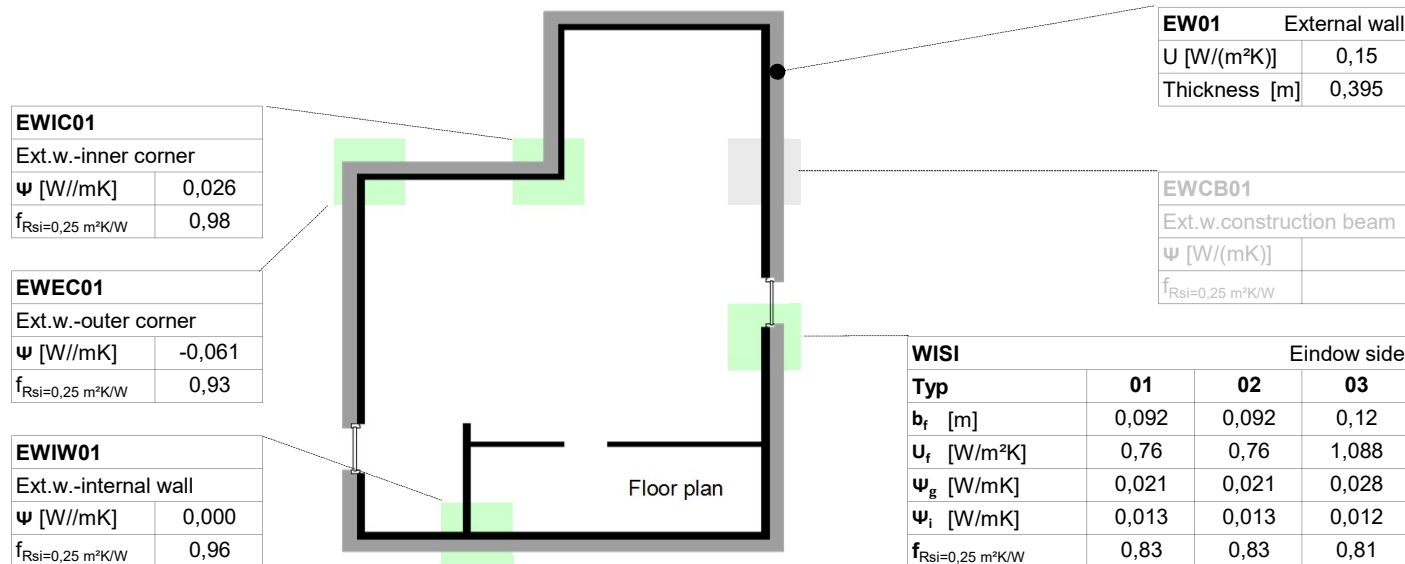 EW01 External wall
U [W/(m²K)] 0,15
Thickness [m] 0,395
EWIC01
Ext.w.-inner corner
Ψ [W//mK] 0,026
fRsi=0,25 m²K/W 0,98
EWCB01
Ext.w.construction beam
Ψ [W/(mK)]
fRsi=0,25 m²K/W
EWEC01
Ext.w.-outer corner
Ψ [W//mK] -0,061
fRsi=0,25 m²K/W 0,93
WISI Eindow side
Typ 01 02 03
bf [m] 0,092 0,092 0,12
Uf [W/m²K] 0,76 0,76 1,088
Ψg [W/mK] 0,021 0,021 0,028
Ψi [W/mK] 0,013 0,013 0,012
fRsi=0,25 m²K/W 0,83 0,83 0,81
EWIW01
Ext.w.-internal wall
Ψ [W//mK] 0,000
fRsi=0,25 m²K/W 0,96
Floor plan